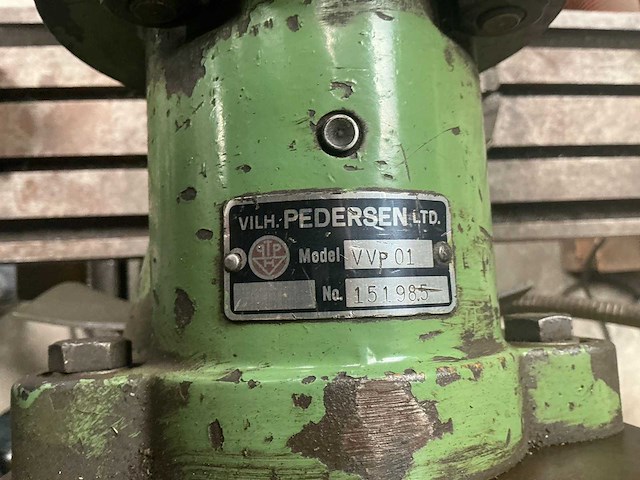 VILH. PEDERSEN LTD.
Model VVP 01
No. 151985